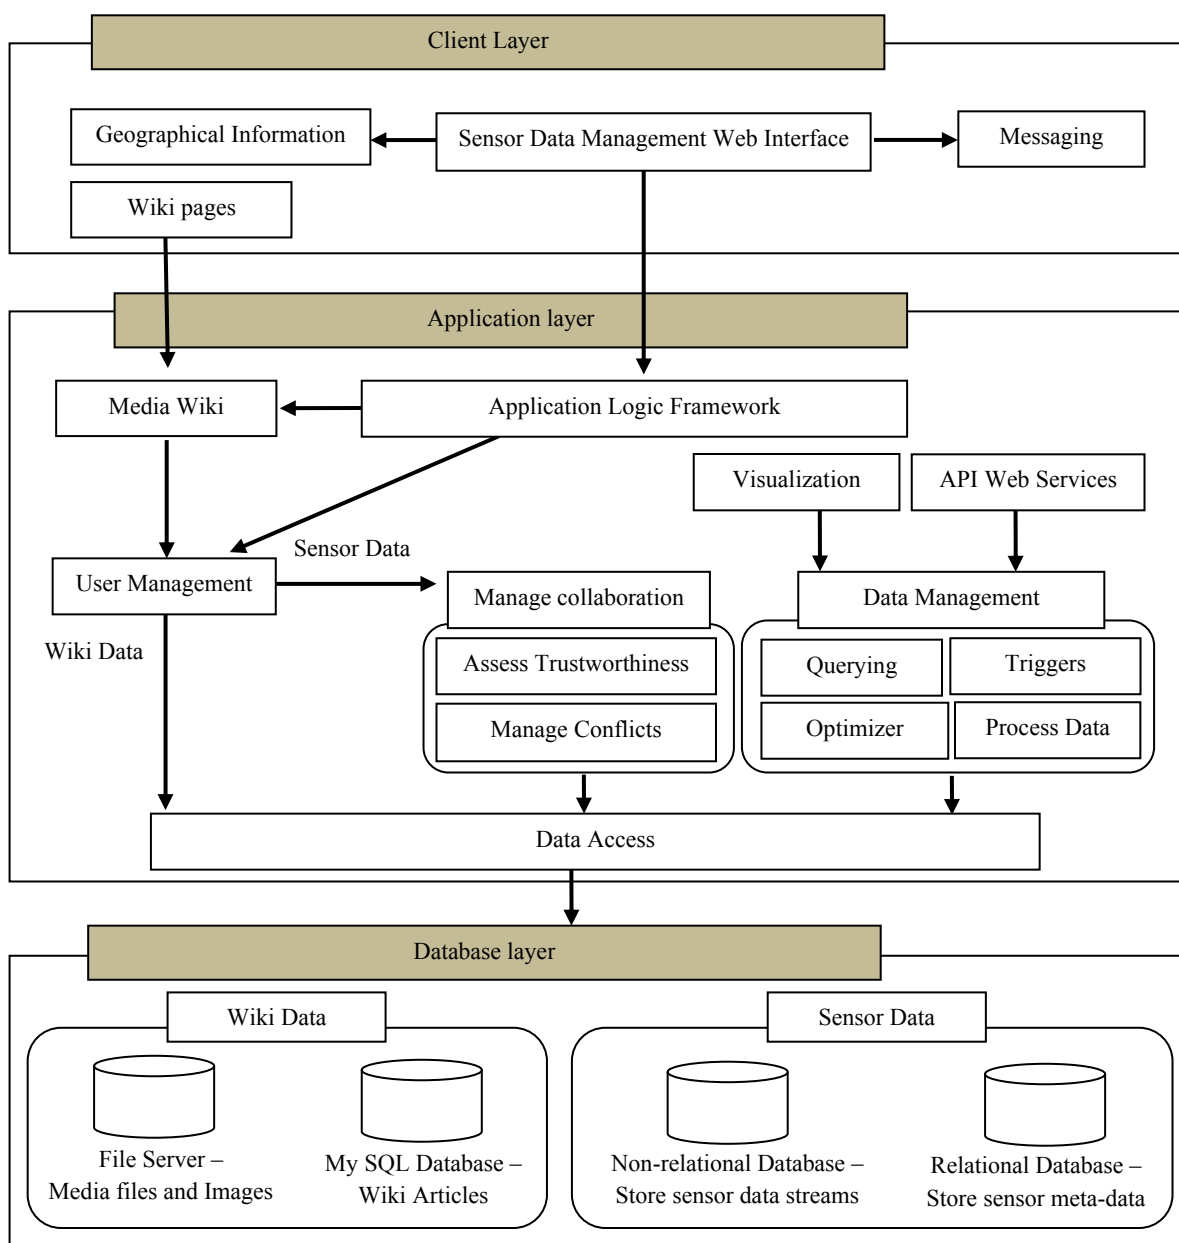 Client Layer
Geographical Information
Sensor Data Management Web Interface
Messaging
Wiki pages
Application layer
Media Wiki
Application Logic Framework
Visualization
API Web Services
Sensor Data
User Management
Manage collaboration
Data Management
Wiki Data
Assess Trustworthiness
Querying
Triggers
Manage Conflicts
Optimizer
Process Data
Data Access
Database layer
Wiki Data
Sensor Data
File Server –
Media files and Images
My SQL Database –
Wiki Articles
Non-relational Database –
Store sensor data streams
Relational Database –
Store sensor meta-data